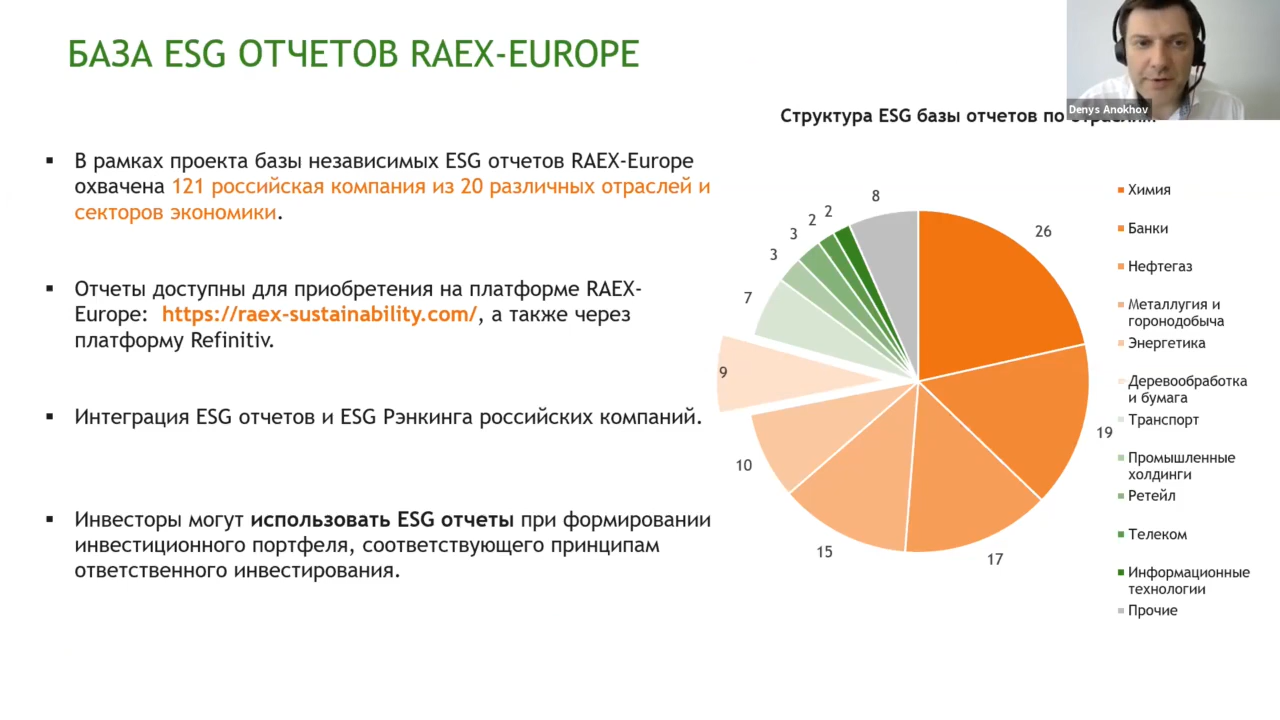 БАЗА ESG ОТЧЕТОВ RAEX-EUROPE
Denys Anokhov
Структура ESG базы отчетов по
▪ В рамках проекта базы независимых ESG отчетов RAEX-Europe
охвачена 121 российская компания из 20 различных отраслей и
секторов экономики.
▪ Отчеты доступны для приобретения на платформе RAEX-
Europe: https://raex-sustainability.com/, а также через
платформу Refinitiv.
▪ Интеграция ESG отчетов и ESG Рэнкинга российских компаний.
▪ Инвесторы могут использовать ESG отчеты при формировании
инвестиционного портфеля, соответствующего принципам
ответственного инвестирования.
26
19
17
15
10
9
7
3
3
2
2
8
Химия
Банки
Нефтегаз
Металлугия и
горонодобыча
Энергетика
Деревообработка
и бумага
Транспорт
Промышленные
холдинги
Ретейл
Телеком
Информационные
технологии
Прочие